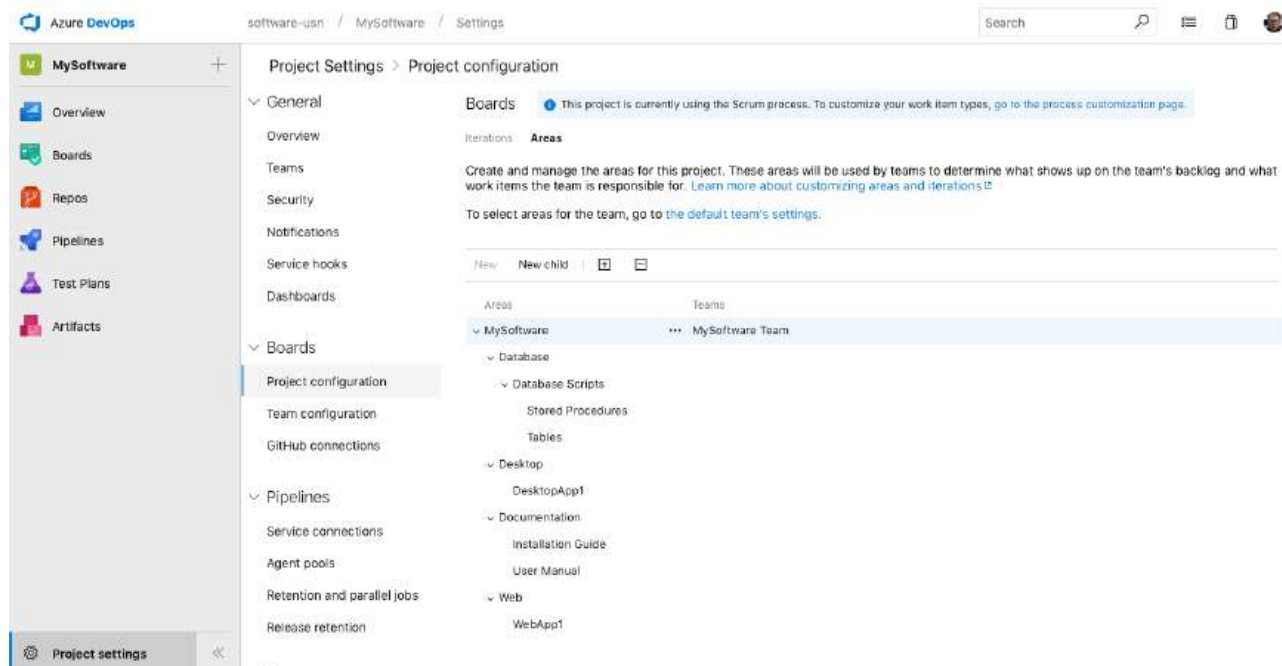 Azure DevOps
software-usn / MySoftware / Settings
Search
M MySoftware
Overview
Boards
Repos
Pipelines
Test Plans
Artifacts
Project settings
Project Settings > Project configuration
General
Overview
Teams
Security
Notifications
Service hooks
Dashboards
Boards
Project configuration
Team configuration
GitHub connections
Pipelines
Service connections
Agent pools
Retention and parallel jobs
Release retention
Boards
This project is currently using the Scrum process. To customize your work item types, go to the process customization page.
Iterations Areas
Create and manage the areas for this project. These areas will be used by teams to determine what shows up on the team's backlog and what
work items the team is responsible for. Learn more about customizing areas and iterations
To select areas for the team, go to the default team's settings.
New New child
Areas Teams
MySoftware ... MySoftware Team
Database
Database Scripts
Stored Procedures
Tables
Desktop
DesktopApp1
Documentation
Installation Guide
User Manual
Web
WebApp1